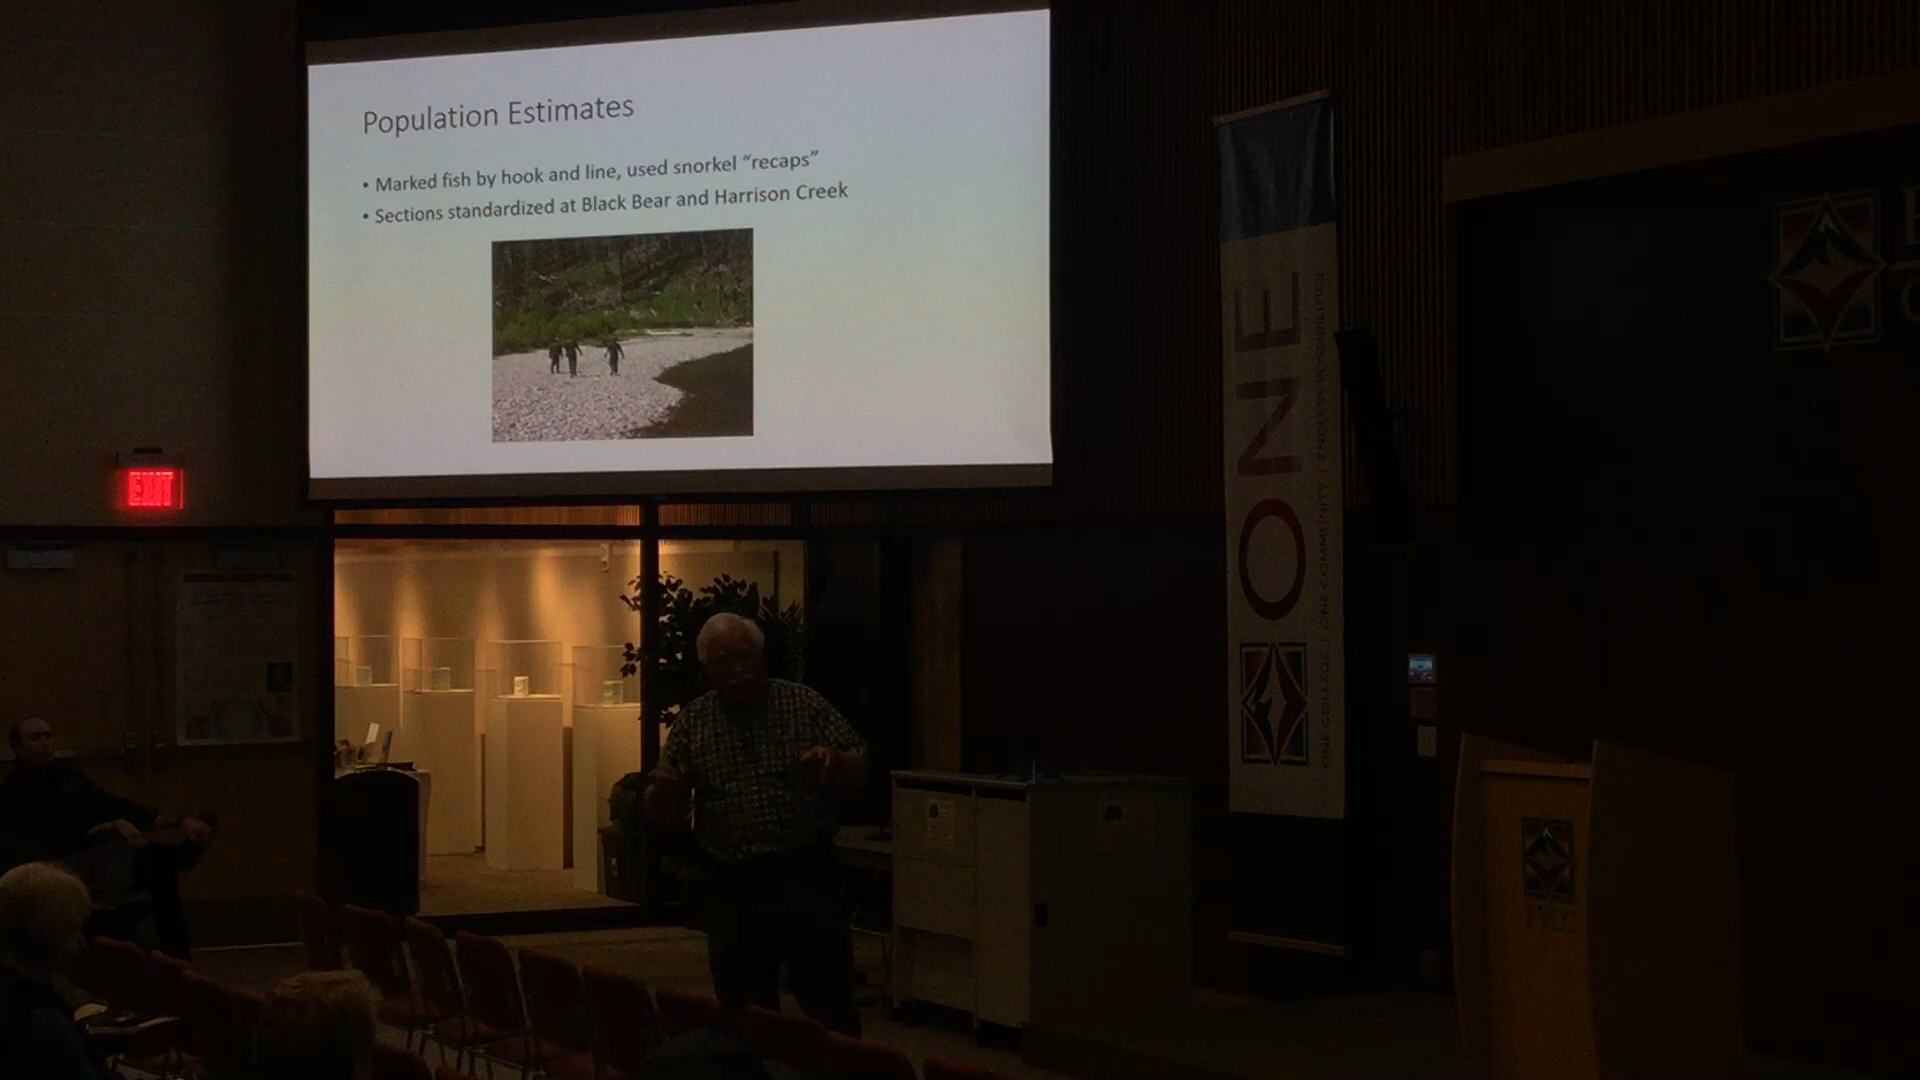 Population Estimates
• Marked fish by hook and line, used snorkel “recaps”
• Sections standardized at Black Bear and Harrison Creek
EXIT
ONE
ONE COLLEGE | ONE COMMUNITY | ENDLESS POSSIBILITIES
FVCC